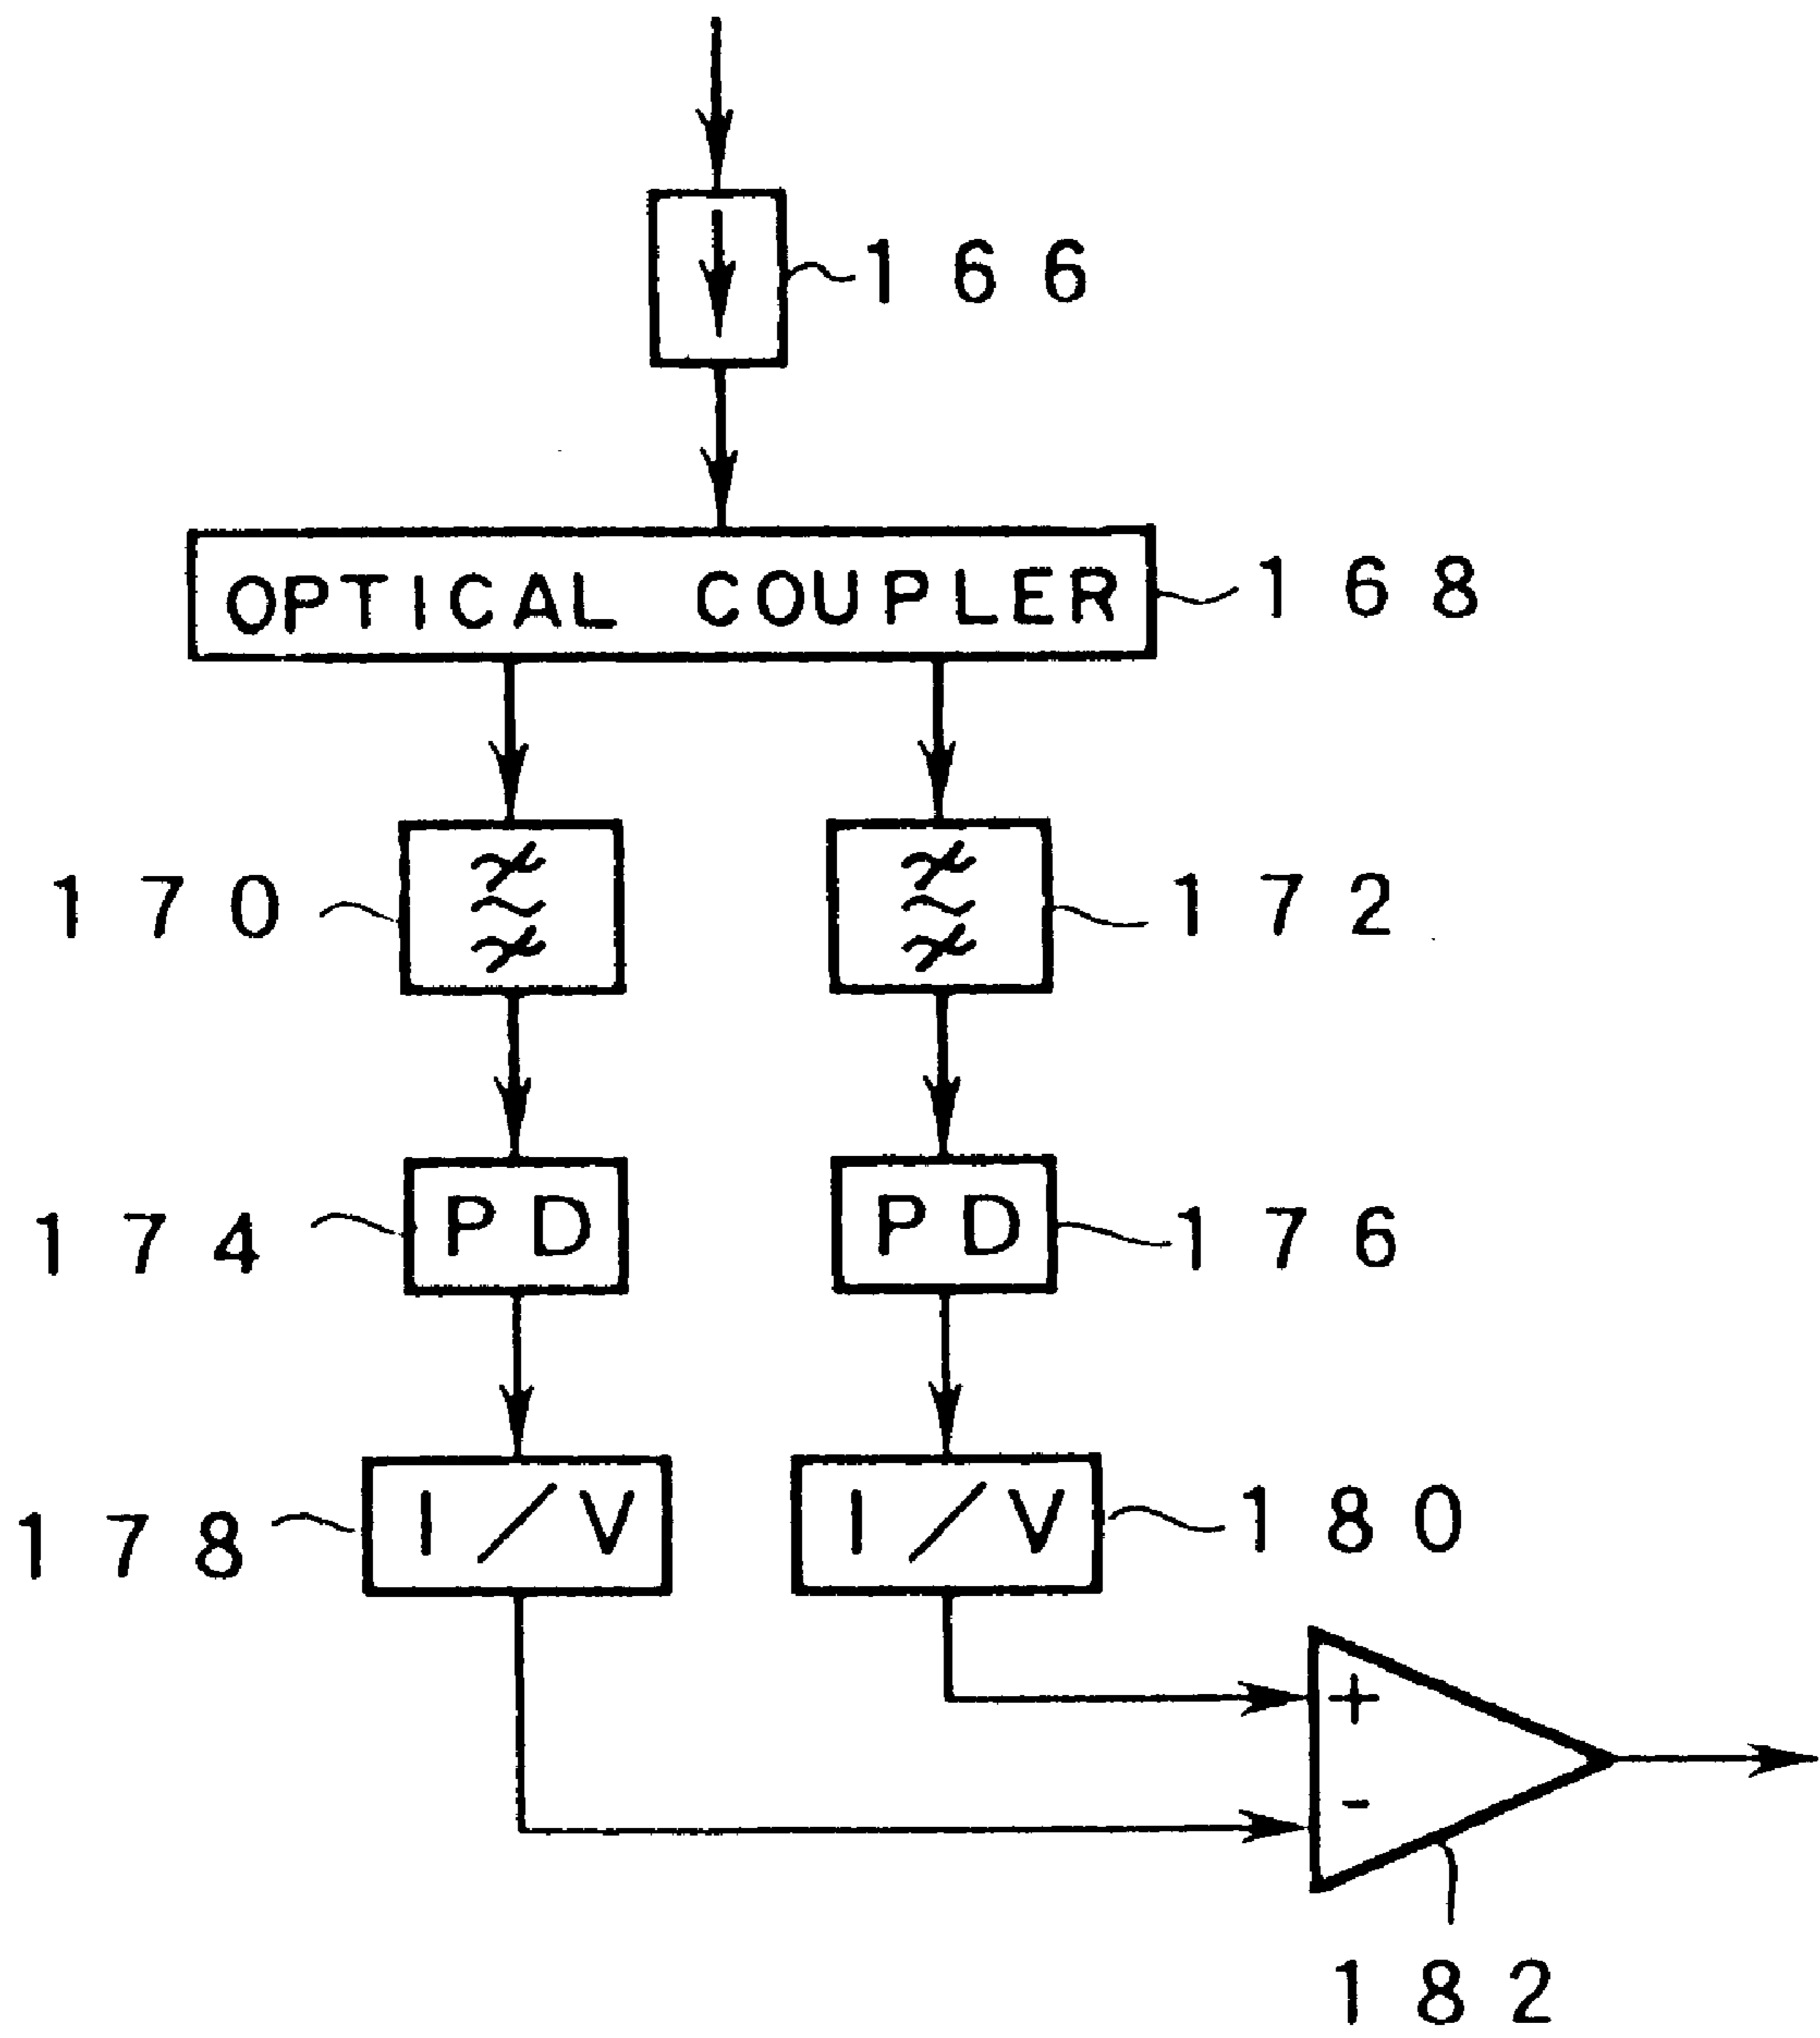 166
OPTICAL COUPLER
168
170
172
174
PD
PD
176
178
I/V
I/V
180
+
-
182